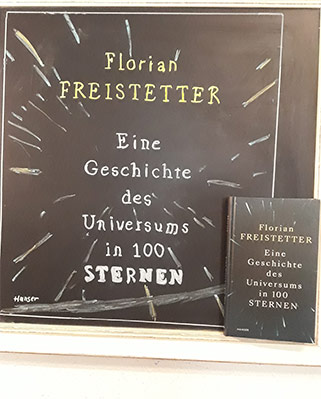 Florian
FREISTETTER
Eine
Geschichte
des
Universums
in 100
STERNEN
Hanser
Florian
FREISTETTER
Eine
Geschichte
des
Universums
in 100
STERNEN
HANSER